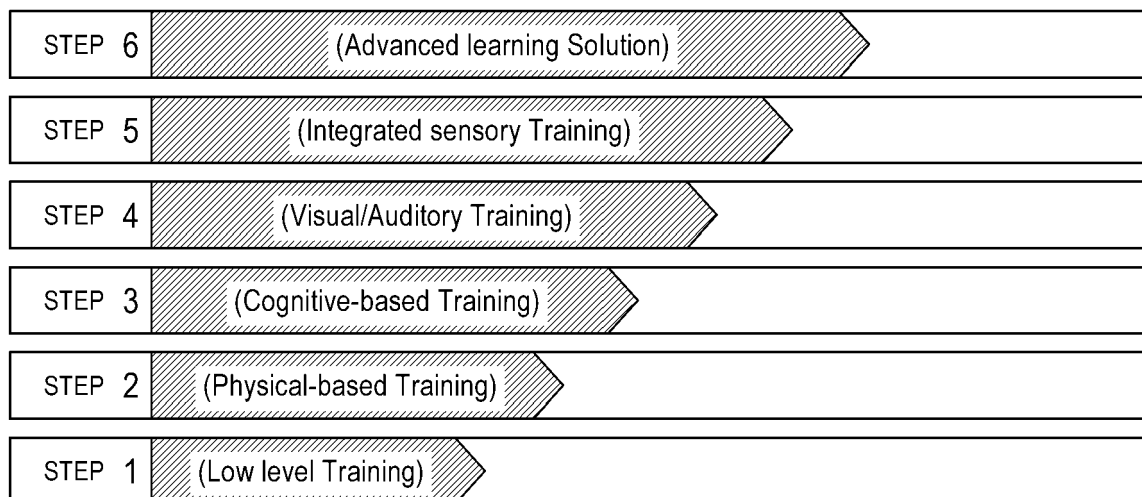 STEP 6 (Advanced learning Solution)
STEP 5 (Integrated sensory Training)
STEP 4 (Visual/Auditory Training)
STEP 3 (Cognitive-based Training)
STEP 2 (Physical-based Training)
STEP 1 (Low level Training)